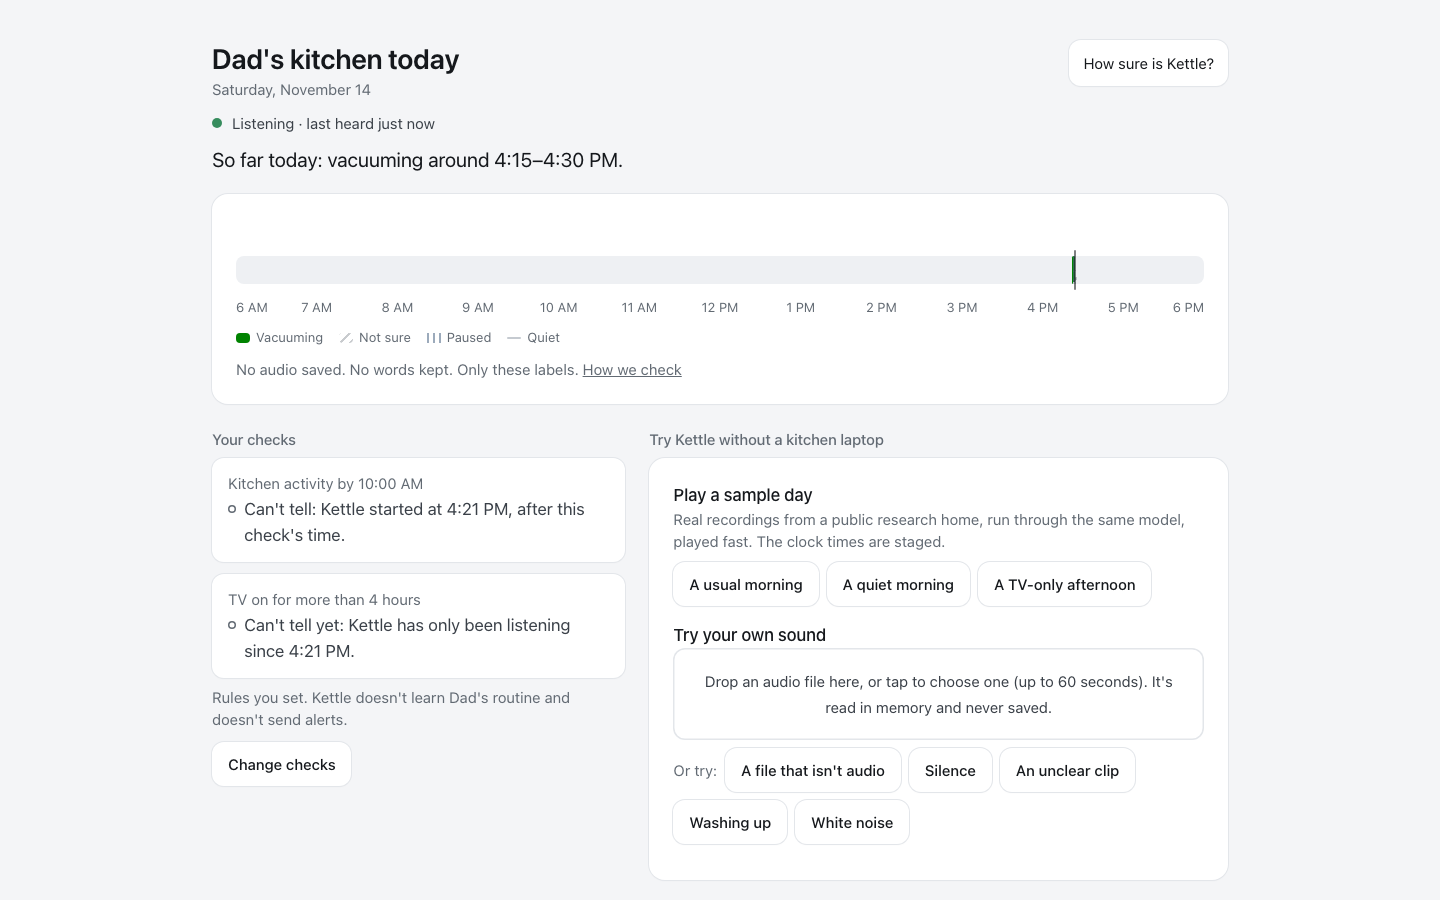 Dad's kitchen today
How sure is Kettle?
Saturday, November 14
Listening · last heard just now
So far today: vacuuming around 4:15–4:30 PM.
6 AM 7 AM 8 AM 9 AM 10 AM 11 AM 12 PM 1 PM 2 PM 3 PM 4 PM 5 PM 6 PM
Vacuuming Not sure Paused Quiet
No audio saved. No words kept. Only these labels. How we check
Your checks
Kitchen activity by 10:00 AM
Can't tell: Kettle started at 4:21 PM, after this
check's time.
TV on for more than 4 hours
Can't tell yet: Kettle has only been listening
since 4:21 PM.
Rules you set. Kettle doesn't learn Dad's routine and
doesn't send alerts.
Change checks
Try Kettle without a kitchen laptop
Play a sample day
Real recordings from a public research home, run through the same model,
played fast. The clock times are staged.
A usual morning A quiet morning A TV-only afternoon
Try your own sound
Drop an audio file here, or tap to choose one (up to 60 seconds). It's
read in memory and never saved.
Or try: A file that isn't audio Silence An unclear clip
Washing up White noise